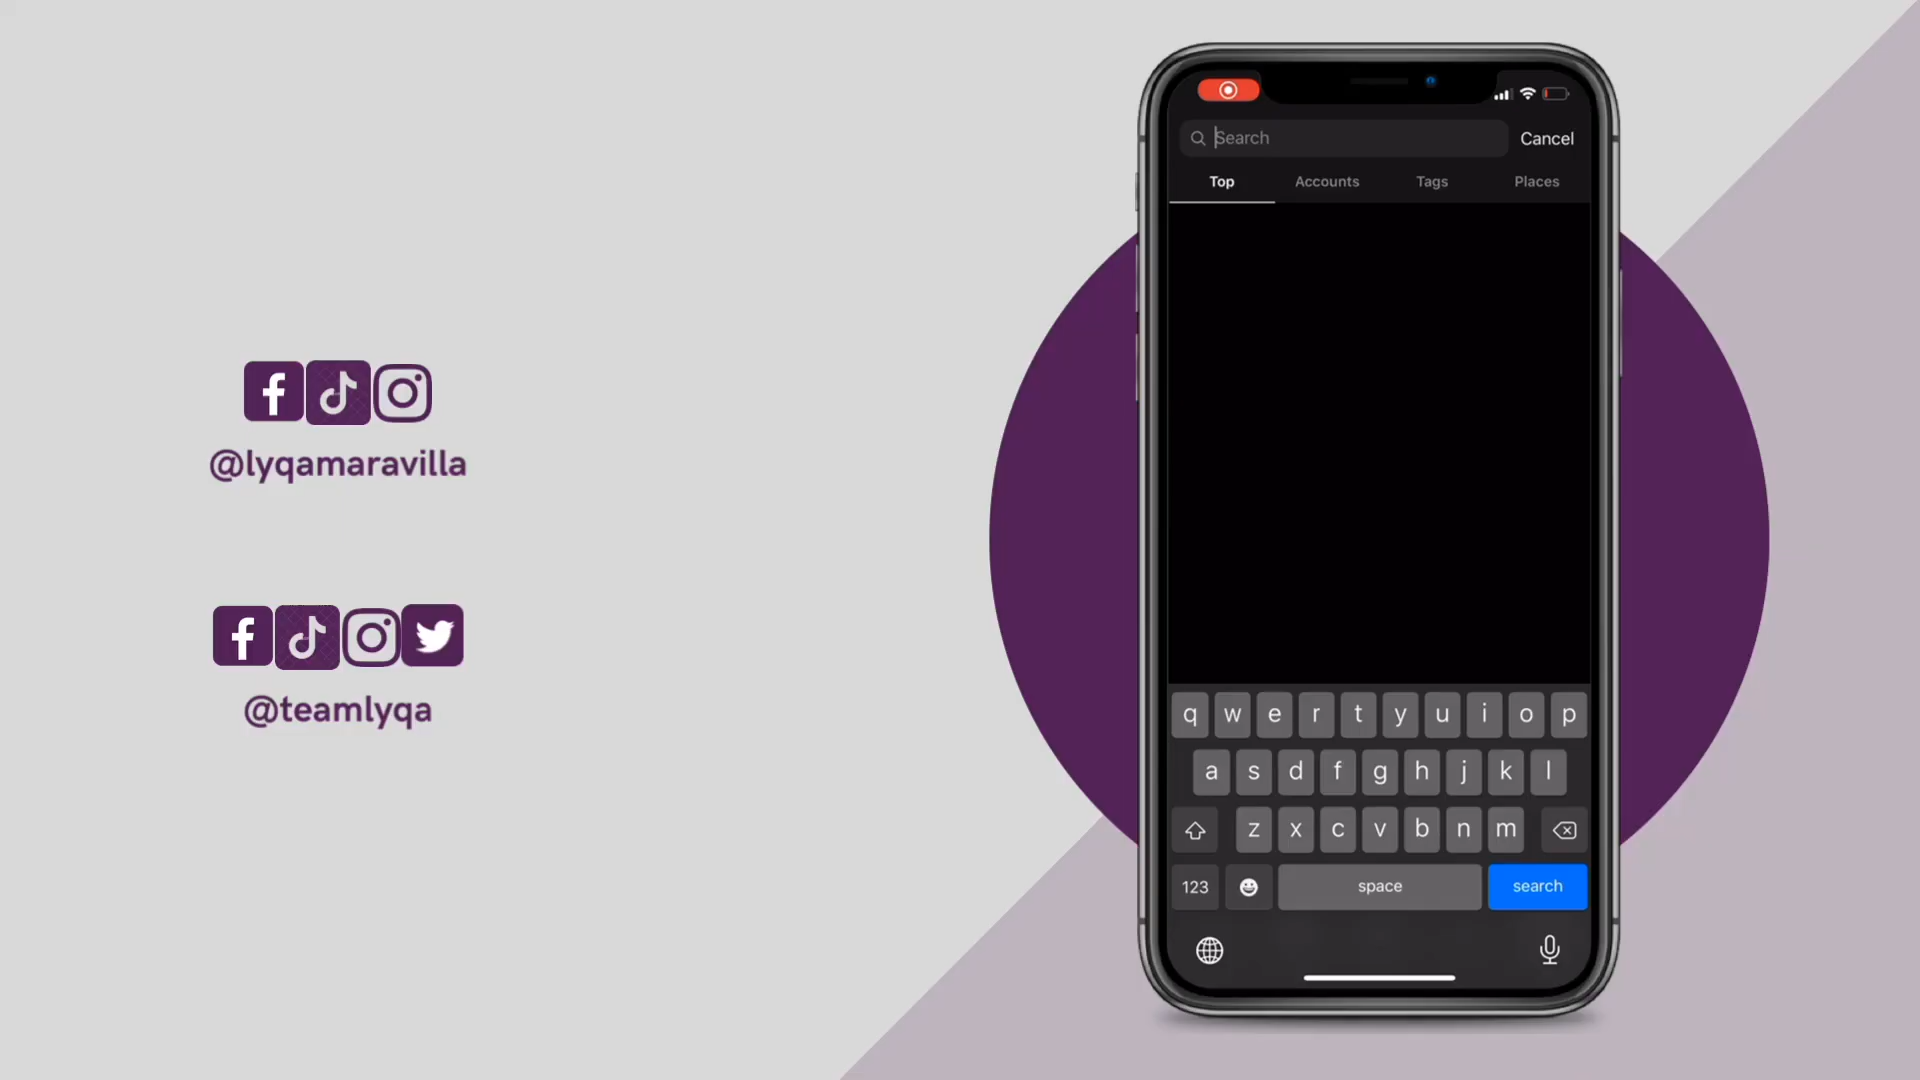 @lyqamaravilla
@teamlyqa
Search
Cancel
Top Accounts Tags Places
q w e r t y u i o p
a s d f g h j k l
z x c v b n m
123 space search